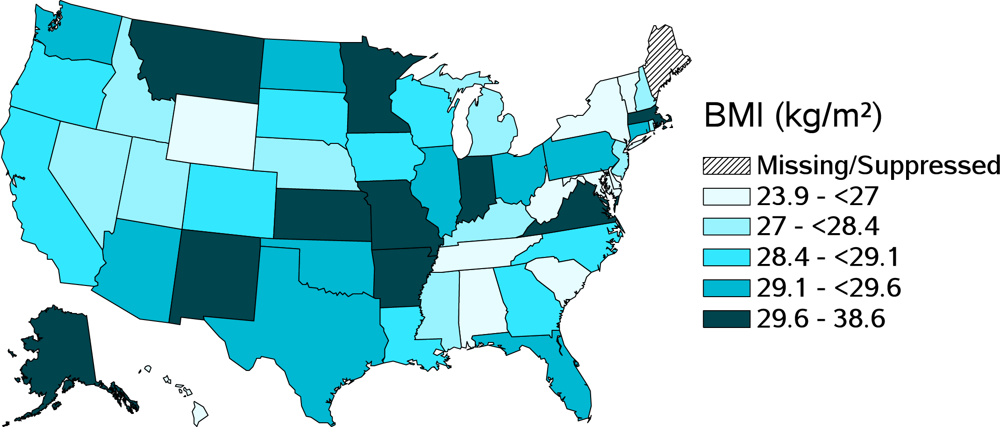 BMI (kg/m²)
Missing/Suppressed
23.9 - <27
27 - <28.4
28.4 - <29.1
29.1 - <29.6
29.6 - 38.6